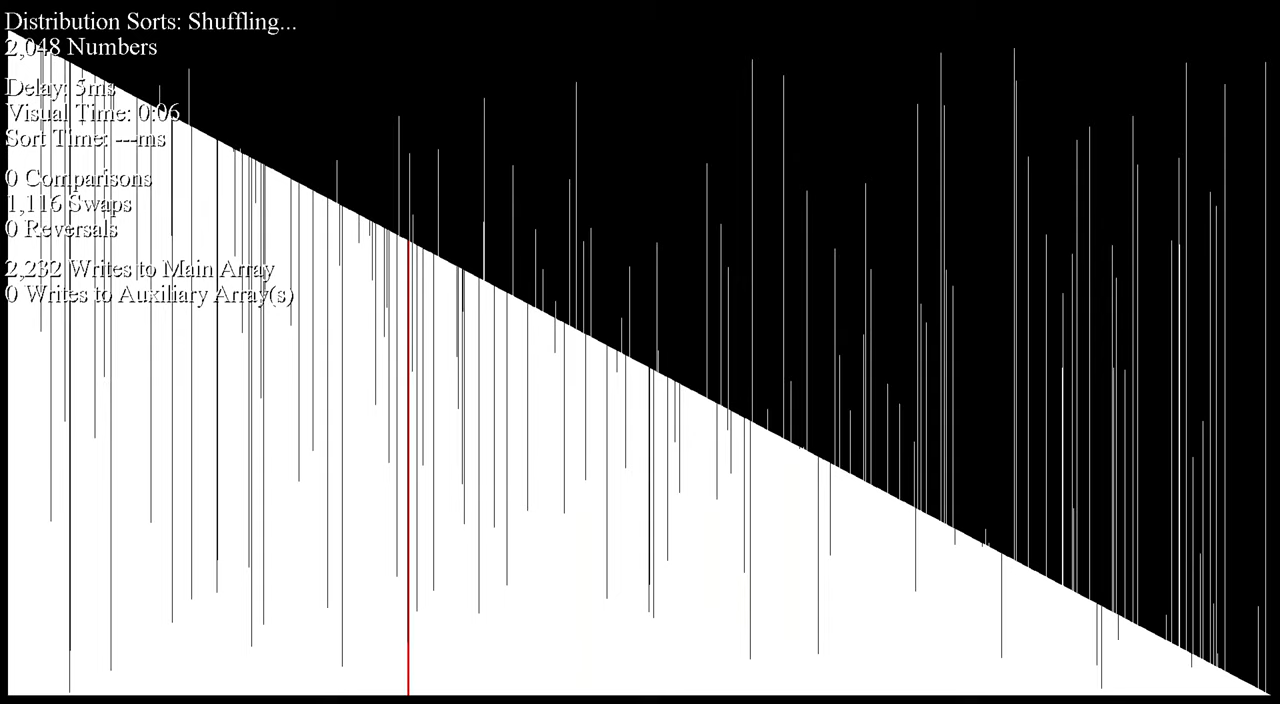 Distribution Sorts: Shuffling...
2,048 Numbers
Delay: 5ms
Visual Time: 0:06
Sort Time: ---ms
0 Comparisons
1,116 Swaps
0 Reversals
2,232 Writes to Main Array
0 Writes to Auxiliary Array(s)